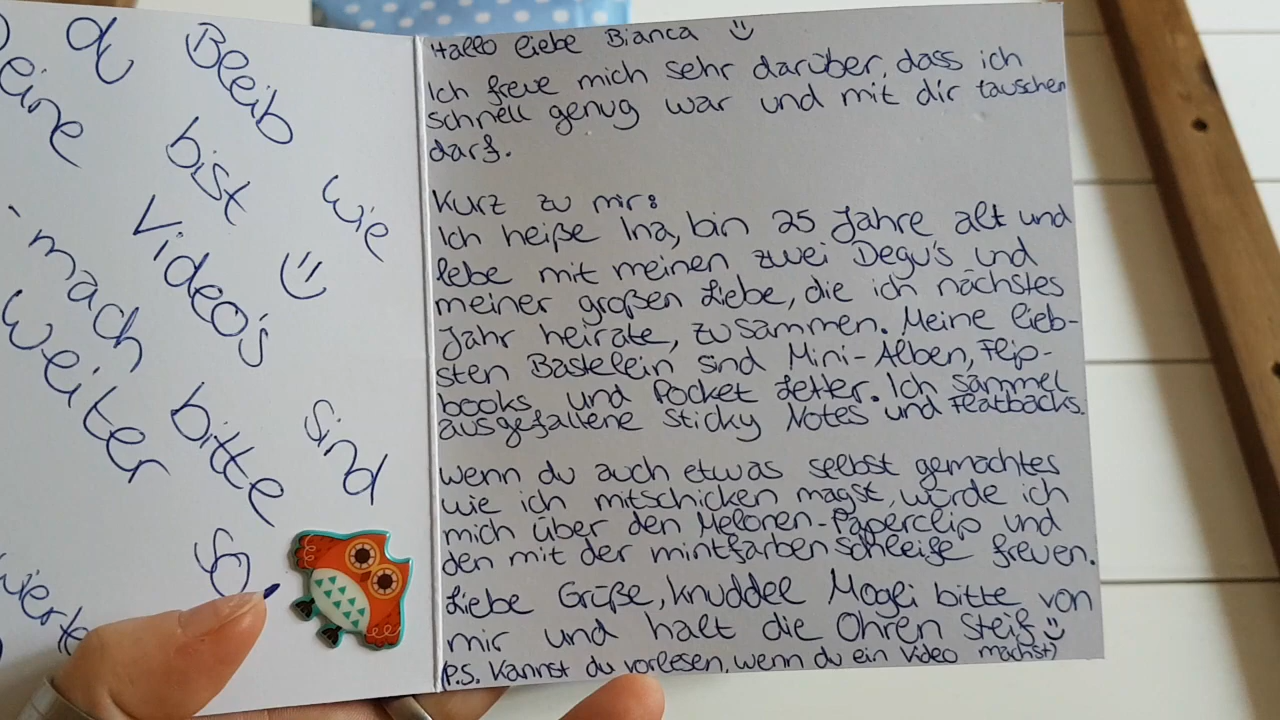 du Bleib
eine bist wie
Video's
mach sind
weiter bitte
so
Hallo liebe Bianca
Ich freue mich sehr darüber, dass ich
schnell genug war und mit dir tauschen
darf.
Kurz zu mir:
Ich heiße Ina, bin 25 Jahre alt und
lebe mit meinen zwei Degu's und
meiner großen Liebe, die ich nächstes
Jahr heirate, zusammen. Meine lieb-
sten Bastelein sind Mini-Alben, Flip-
books und Pocket Letter. Ich sammel
ausgefallene Sticky Notes und Featbacks.
Wenn du auch etwas selbst gemachtes
wie ich mitschicken magst, würde ich
mich über den Melonen-Paperclip und
den mit der mintfarben Schleife freuen.
Liebe Grüße, knuddel Mogli bitte von
mir und halt die Ohren steif
(P.S. Kannst du vorlesen, wenn du ein Video machst)